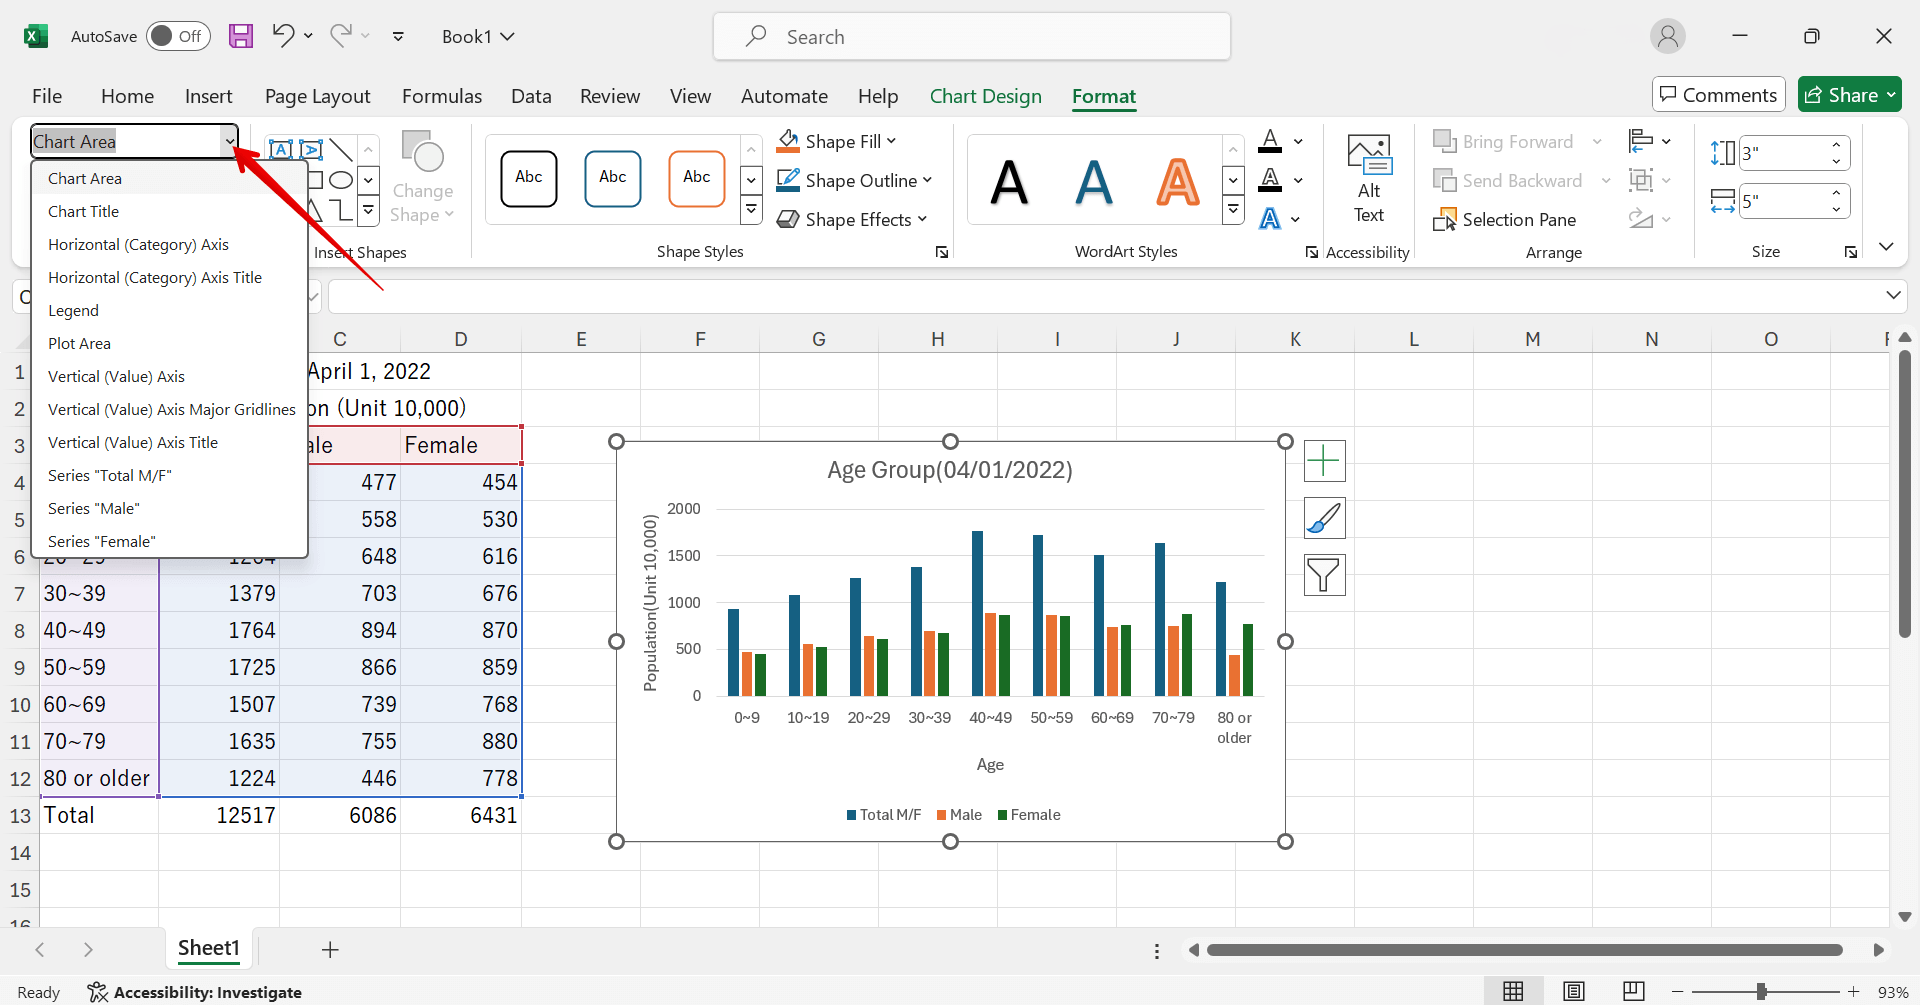 AutoSave Off Book1 Search
File Home Insert Page Layout Formulas Data Review View Automate Help Chart Design Format Comments Share
Chart Area
Chart Area
Chart Title
Horizontal (Category) Axis
Horizontal (Category) Axis Title
Legend
Plot Area
Vertical (Value) Axis
Vertical (Value) Axis Major Gridlines
Vertical (Value) Axis Title
Series "Total M/F"
Series "Male"
Series "Female"
Change
Shape
Insert Shapes
Abc Abc Abc
Shape Fill
Shape Outline
Shape Effects
Shape Styles
A A A
WordArt Styles
Alt
Text
Accessibility
Bring Forward
Send Backward
Selection Pane
Arrange
3"
5"
Size
C D E F G H I J K L M N O
1 April 1, 2022
2 on (Unit 10,000)
3 ale Female
4 477 454
5 558 530
6 20~29 1264 648 616
7 30~39 1379 703 676
8 40~49 1764 894 870
9 50~59 1725 866 859
10 60~69 1507 739 768
11 70~79 1635 755 880
12 80 or older 1224 446 778
13 Total 12517 6086 6431
14
15
16
Age Group(04/01/2022)
Population(Unit 10,000)
2000
1500
1000
500
0
0~9 10~19 20~29 30~39 40~49 50~59 60~69 70~79 80 or
older
Age
Total M/F Male Female
Sheet1
Ready Accessibility: Investigate 93%